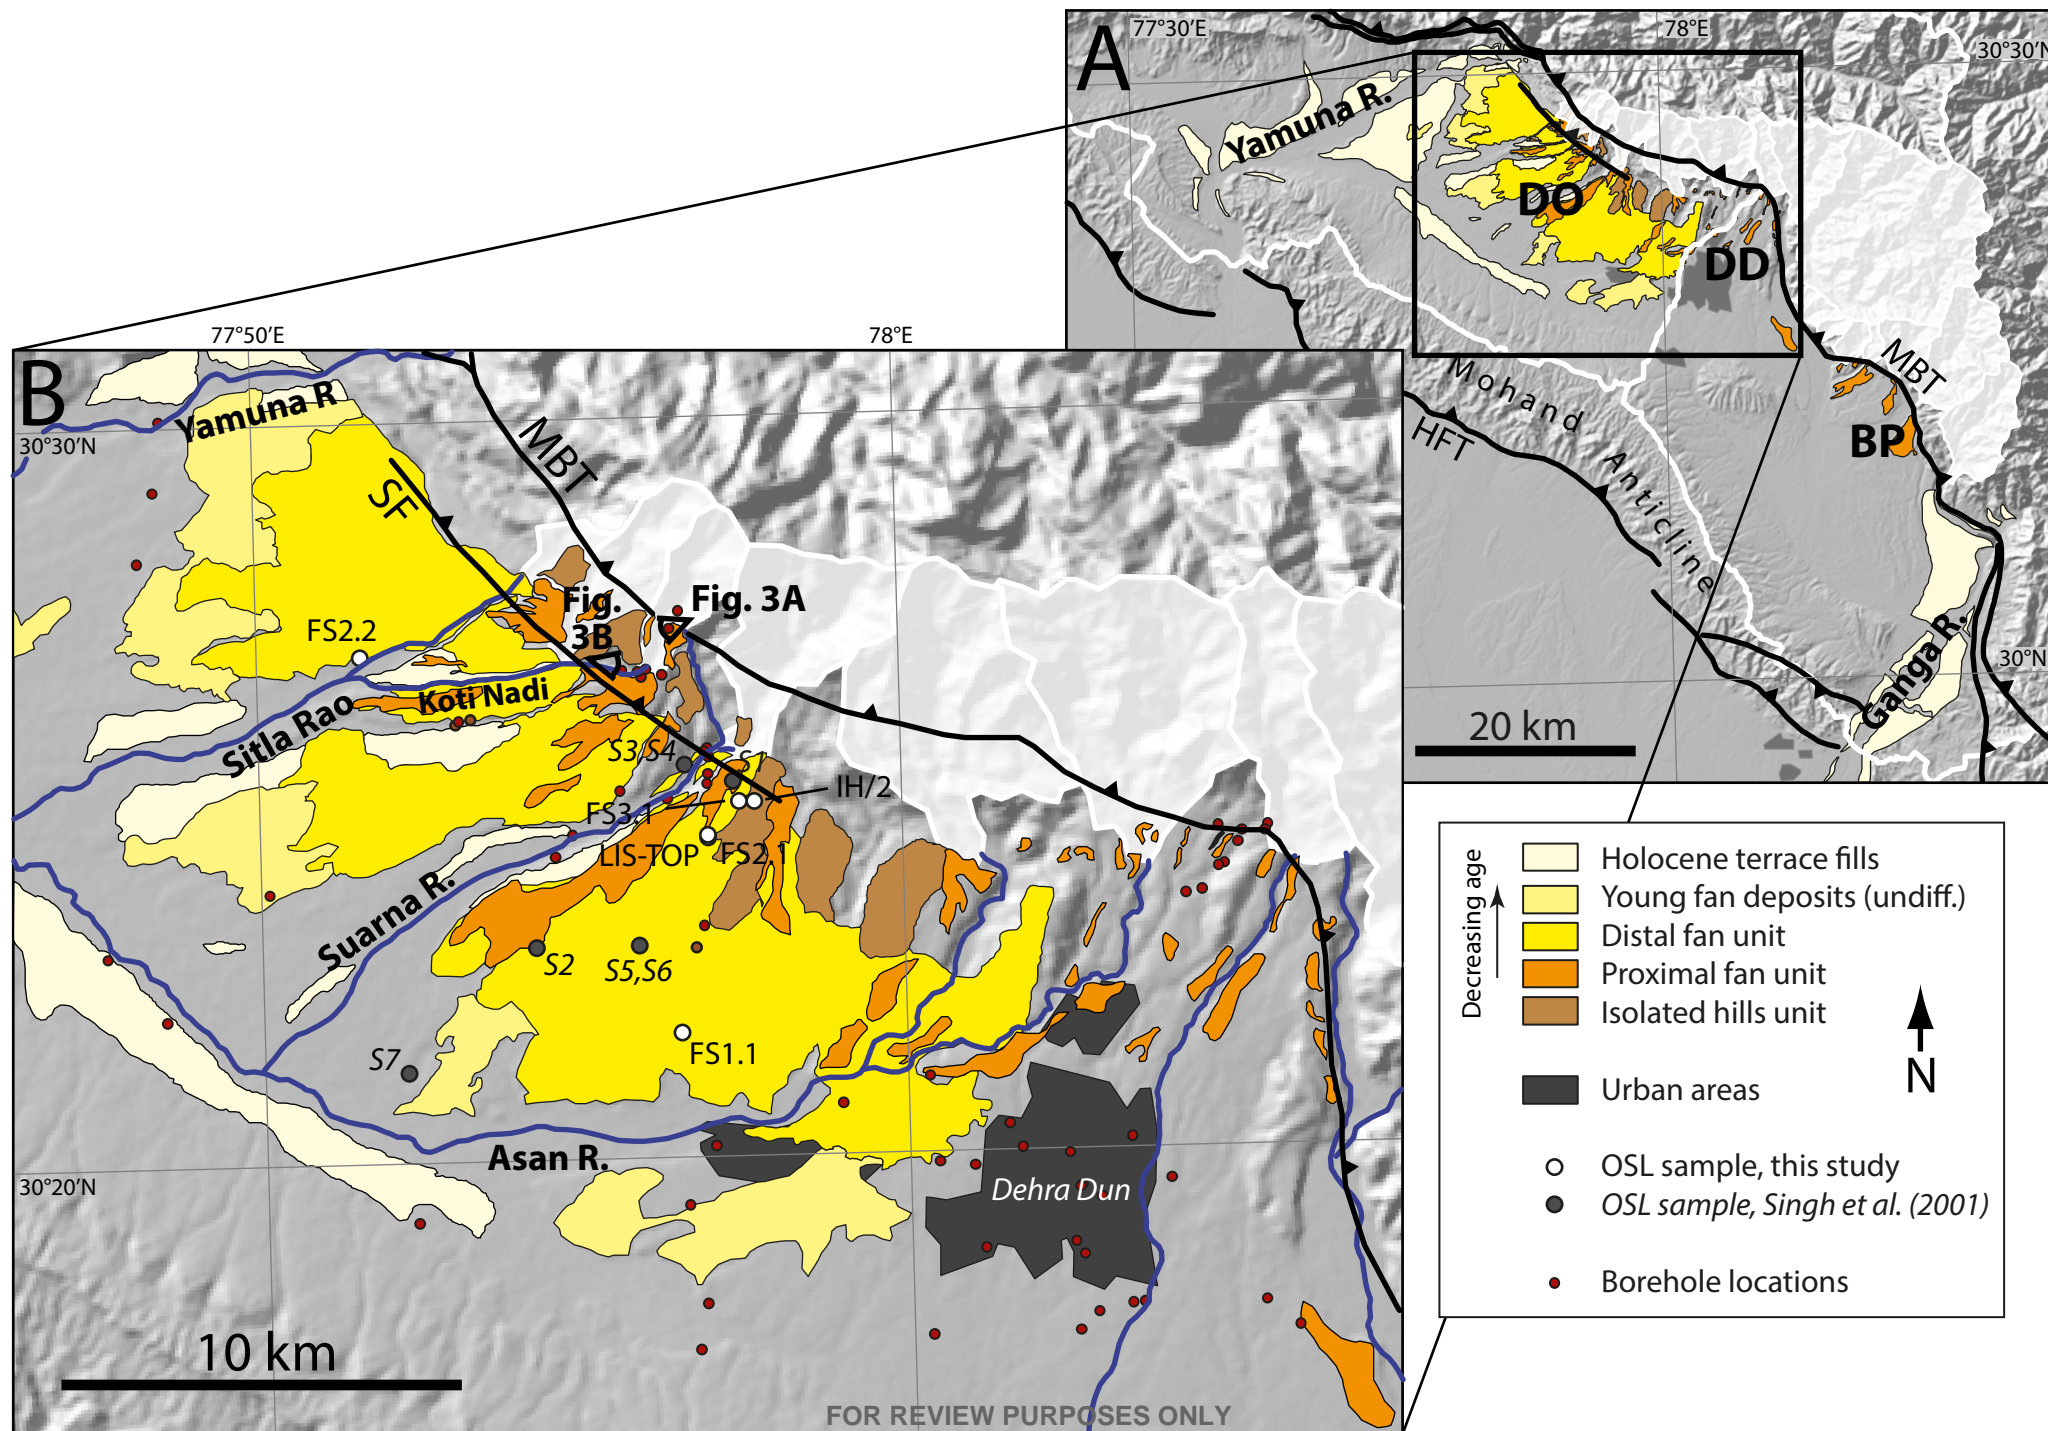 A
77°30'E
78°E
30°30'N
Yamuna R.
DO
DD
MBT
BP
Mohand
Anticline
HFT
Ganga R.
30°N
20 km
77°50'E
78°E
B
Yamuna R
30°30'N
MBT
SF
Fig.
3B
Fig. 3A
FS2.2
Koti Nadi
Sitla Rao
S3,S4
S1
IH/2
FS3.1
LIS-TOP
FS2.1
Suarna R.
S2
S5,S6
FS1.1
S7
Asan R.
30°20'N
Dehra Dun
10 km
FOR REVIEW PURPOSES ONLY
Decreasing age
Holocene terrace fills
Young fan deposits (undiff.)
Distal fan unit
Proximal fan unit
Isolated hills unit
N
Urban areas
OSL sample, this study
OSL sample, Singh et al. (2001)
Borehole locations